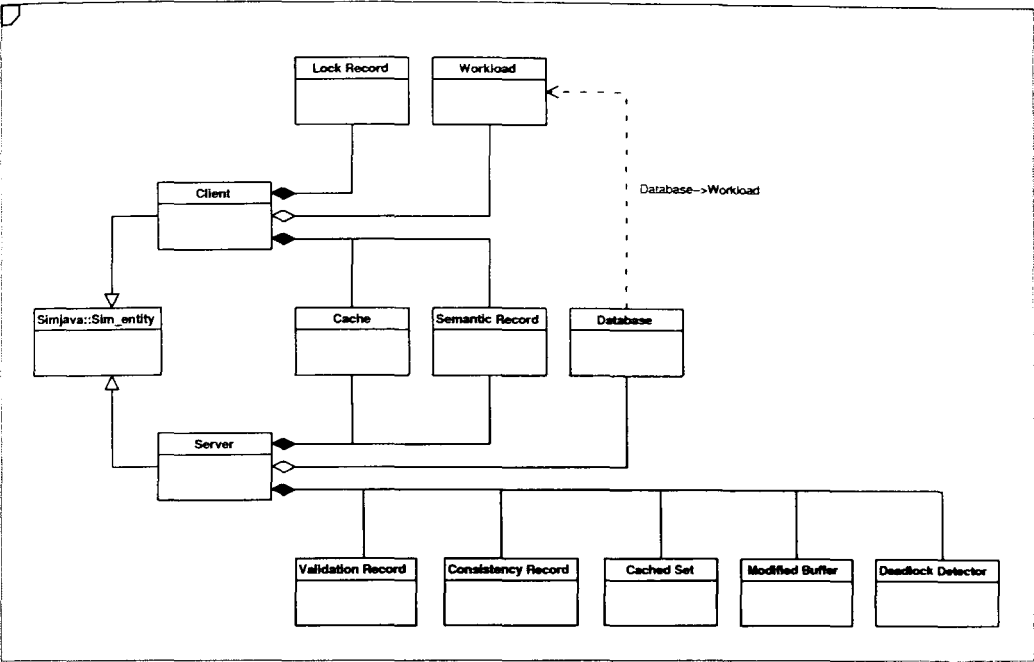 Lock Record
Workload
Client
Database->Workload
Simjava::Sim_entity
Cache
Semantic Record
Database
Server
Validation Record
Consistency Record
Cached Set
Modified Buffer
Deadlock Detector